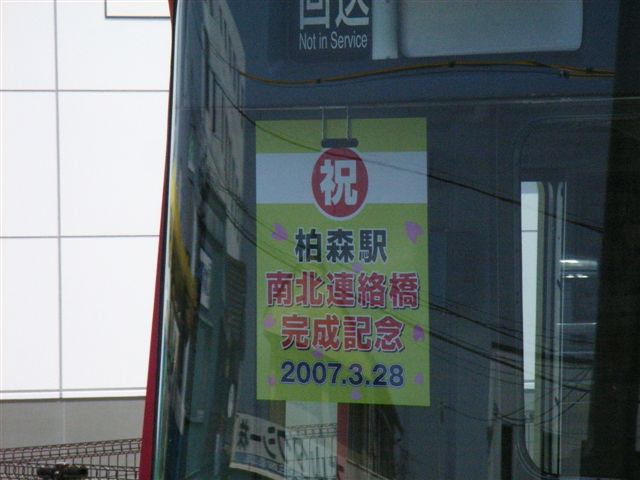 回送
Not in Service
祝
柏森駅
南北連絡橋
完成記念
2007.3.28